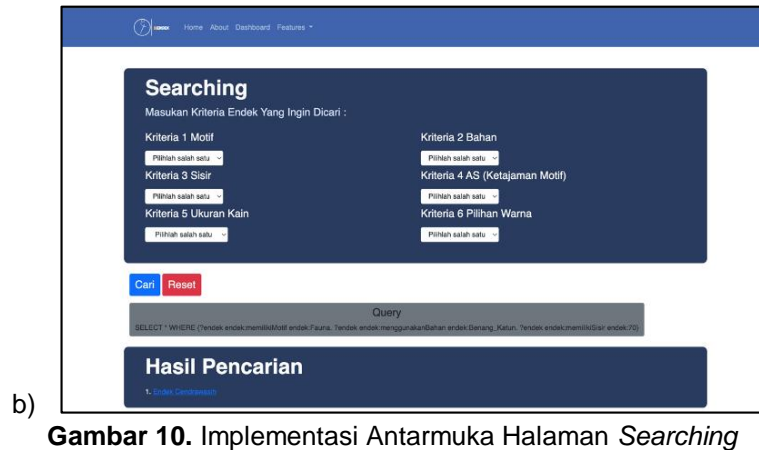 ENDEK Home About Dashboard Features
Searching
Masukan Kriteria Endek Yang Ingin Dicari :
Kriteria 1 Motif Kriteria 2 Bahan
Pilihlah salah satu Pilihlah salah satu
Kriteria 3 Sisir Kriteria 4 AS (Ketajaman Motif)
Pilihlah salah satu Pilihlah salah satu
Kriteria 5 Ukuran Kain Kriteria 6 Pilihan Warna
Pilihlah salah satu Pilihlah salah satu
Cari Reset
Query
SELECT * WHERE {?endek endek:memilikiMotif endek:Fauna. ?endek endek:menggunakanBahan endek:Benang_Katun. ?endek endek:memilikiSisir endek:70}
Hasil Pencarian
1. Endek Cendrawasih
b)
Gambar 10. Implementasi Antarmuka Halaman Searching